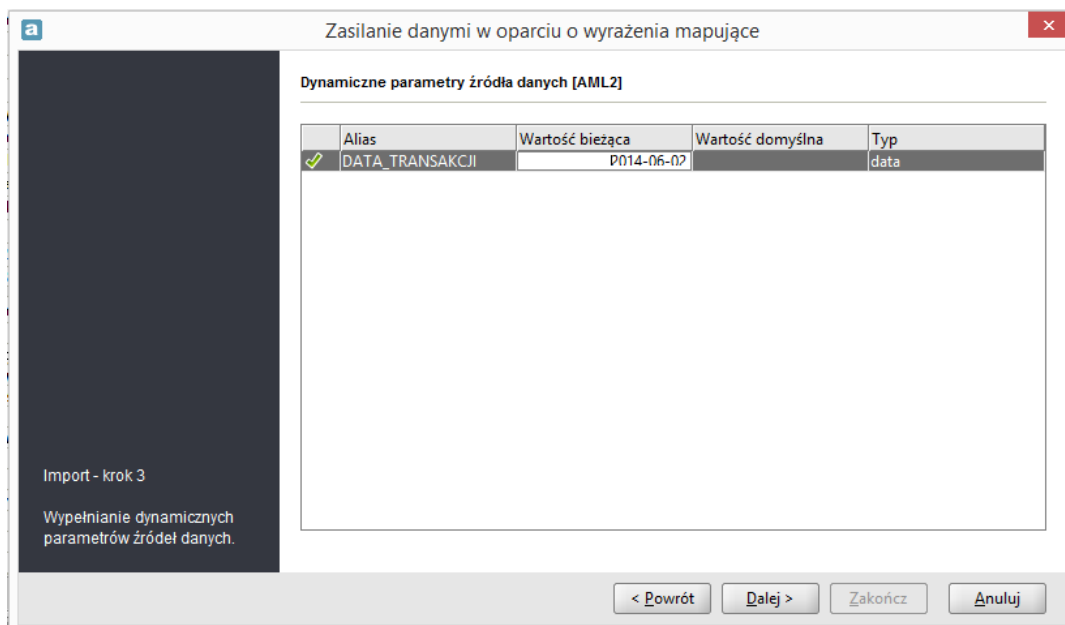 a
Zasilanie danymi w oparciu o wyrażenia mapujące
Dynamiczne parametry źródła danych [AML2]
Alias Wartość bieżąca Wartość domyślna Typ
DATA_TRANSAKCJI 2014-06-02 data
Import - krok 3
Wypełnianie dynamicznych
parametrów źródeł danych.
< Powrót Dalej > Zakończ Anuluj